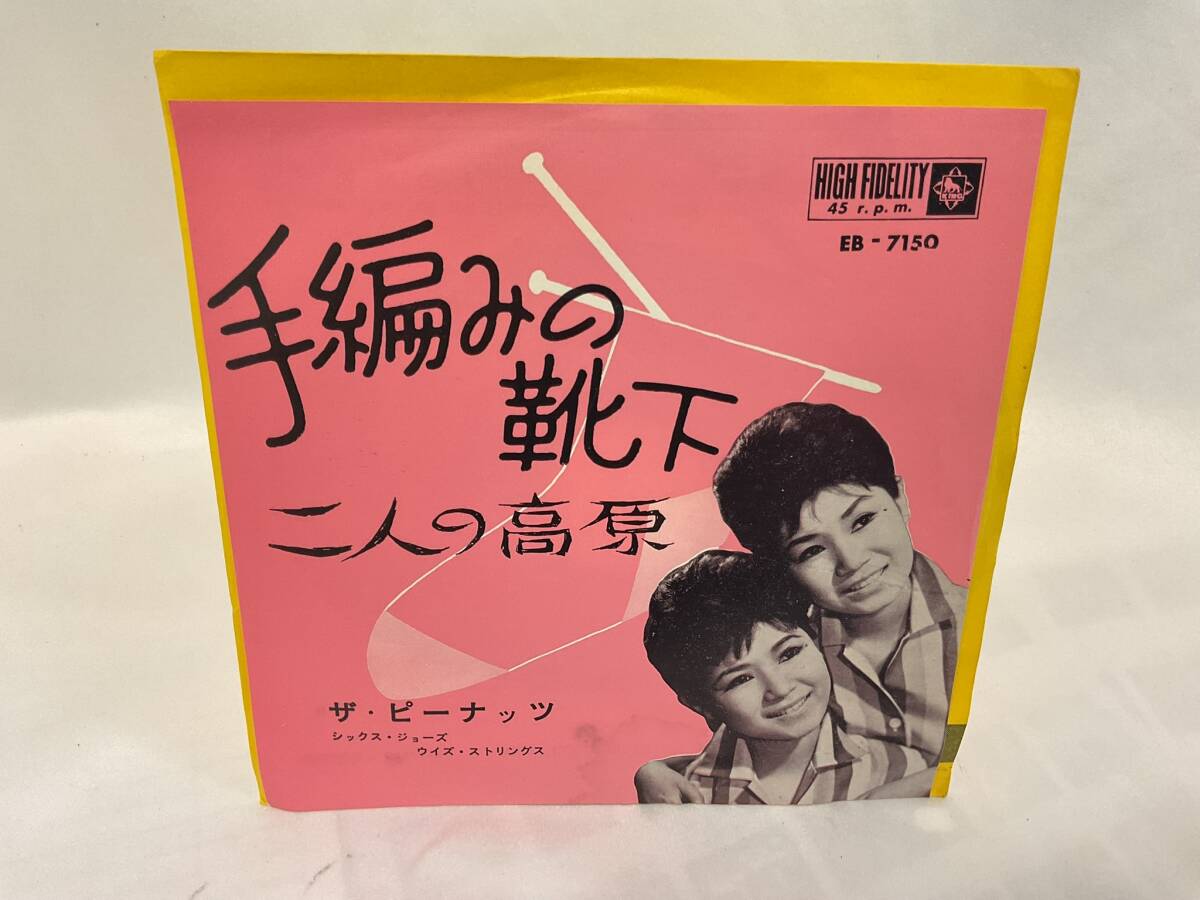 HIGH FIDELITY
45 r.p.m.
KING
EB-7150
手編みの
靴下
二人の高原
ザ・ピーナッツ
シックス・ジョーズ
ウイズ・ストリングス